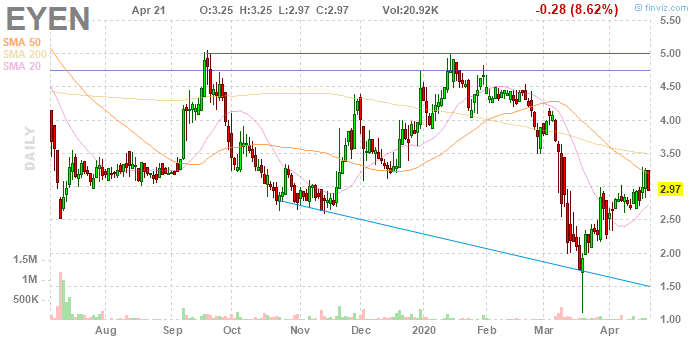 EYEN Apr 21 O:3.25 H:3.25 L:2.97 C:2.97 Vol:20.92K -0.28 (8.62%) © finviz.com
SMA 50
SMA 200
SMA 20
DAILY
5.50
5.00
4.50
4.00
3.50
2.97
2.50
2.00
1.50
1.00
1.5M
1M
500K
Aug Sep Oct Nov Dec 2020 Feb Mar Apr